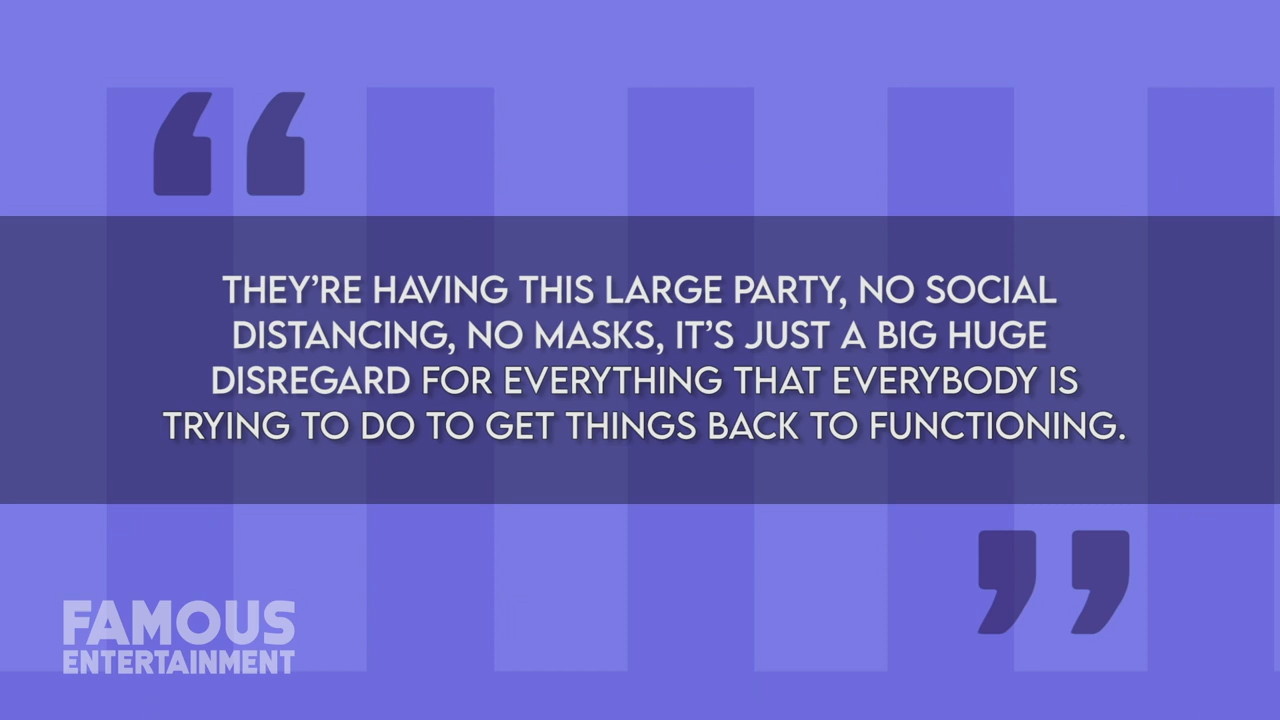 THEY’RE HAVING THIS LARGE PARTY, NO SOCIAL
DISTANCING, NO MASKS, IT’S JUST A BIG HUGE
DISREGARD FOR EVERYTHING THAT EVERYBODY IS
TRYING TO DO TO GET THINGS BACK TO FUNCTIONING.
FAMOUS
ENTERTAINMENT